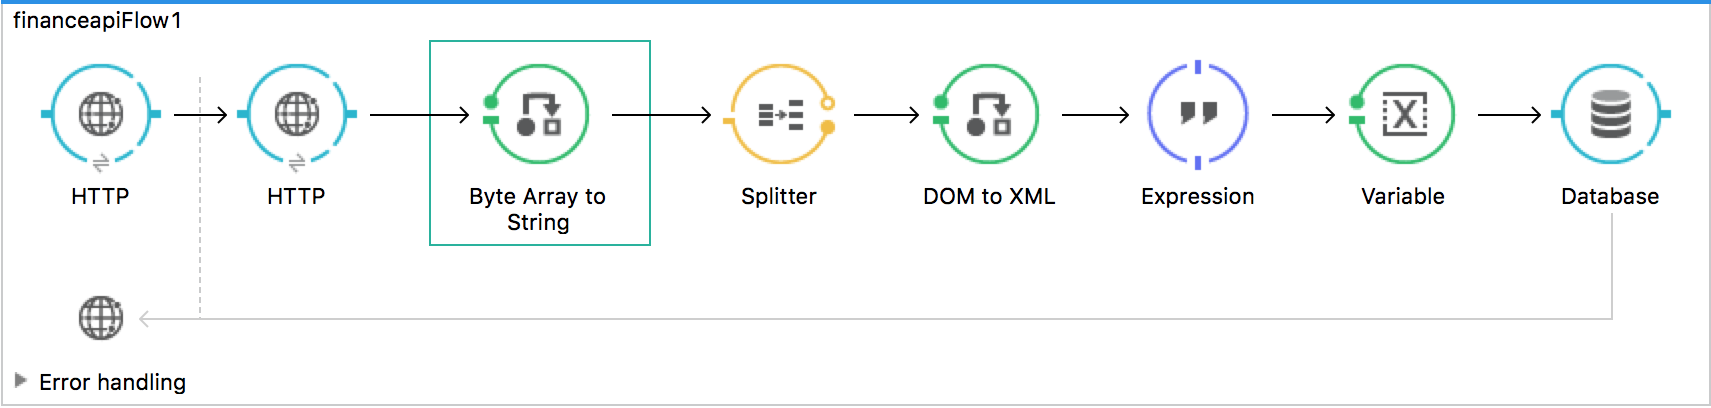 financeapiFlow1
HTTP
HTTP
Byte Array to
String
Splitter
DOM to XML
Expression
Variable
Database
Error handling